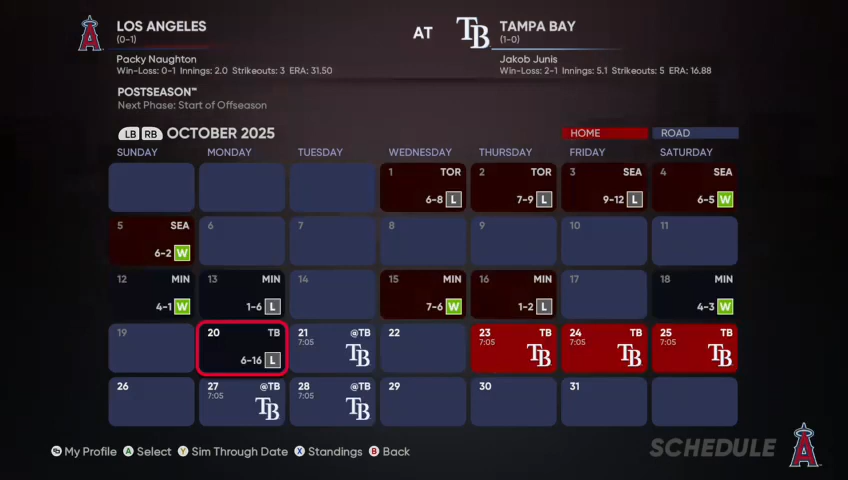 LOS ANGELES
(0-1)
AT
TB
TAMPA BAY
(1-0)
Packy Naughton
Win-Loss: 0-1 Innings: 2.0 Strikeouts: 3 ERA: 31.50
Jakob Junis
Win-Loss: 2-1 Innings: 5.1 Strikeouts: 5 ERA: 16.88
POSTSEASON™
Next Phase: Start of Offseason
LB RB OCTOBER 2025
HOME ROAD
SUNDAY MONDAY TUESDAY WEDNESDAY THURSDAY FRIDAY SATURDAY
1 TOR 2 TOR 3 SEA 4 SEA
6-8 L 7-9 L 9-12 L 6-5 W
5 SEA 6 7 8 9 10 11
6-2 W
12 MIN 13 MIN 14 15 MIN 16 MIN 17 18 MIN
4-1 W 1-6 L 7-6 W 1-2 L 4-3 W
19 20 TB 21 @TB 22 23 TB 24 TB 25 TB
7:05 7:05 7:05 7:05
6-16 L TB TB TB TB
26 27 @TB 28 @TB 29 30 31
7:05 7:05
TB TB
My Profile A Select Y Sim Through Date X Standings B Back
SCHEDULE A